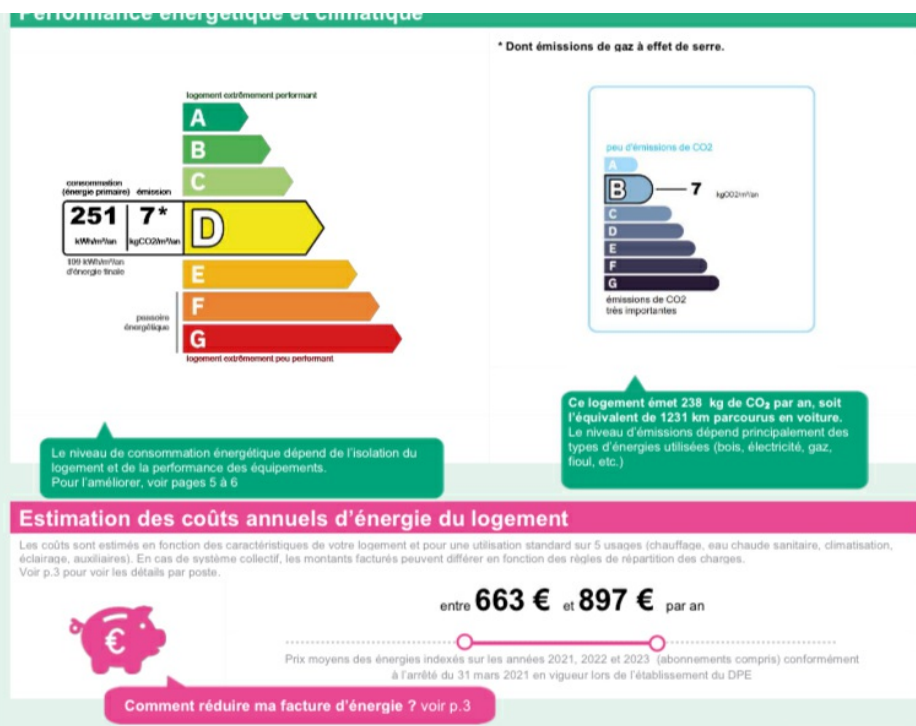 Performance énergétique et climatique
* Dont émissions de gaz à effet de serre.
logement extrêmement performant
A
B
C
consommation
(énergie primaire)
émission
251
kWh/m²/an
7*
kgCO2/m²/an
D
199 kWh/m²/an
d'énergie finale
E
F
passoire
énergétique
G
logement extrêmement peu performant
peu d'émissions de CO2
A
B
7
kgCO2/m²/an
C
D
E
F
G
émissions de CO2
très importantes
Le niveau de consommation énergétique dépend de l'isolation du
logement et de la performance des équipements.
Pour l'améliorer, voir pages 5 à 6
Ce logement émet 238 kg de CO₂ par an, soit
l'équivalent de 1231 km parcourus en voiture.
Le niveau d'émissions dépend principalement des
types d'énergies utilisées (bois, électricité, gaz,
fioul, etc.)
Estimation des coûts annuels d'énergie du logement
Les coûts sont estimés en fonction des caractéristiques de votre logement et pour une utilisation standard sur 5 usages (chauffage, eau chaude sanitaire, climatisation,
éclairage, auxiliaires). En cas de système collectif, les montants facturés peuvent différer en fonction des règles de répartition des charges.
Voir p.3 pour voir les détails par poste.
€
entre 663 € et 897 € par an
Prix moyens des énergies indexés sur les années 2021, 2022 et 2023 (abonnements compris) conformément
à l'arrêté du 31 mars 2021 en vigueur lors de l'établissement du DPE
Comment réduire ma facture d'énergie ? voir p.3